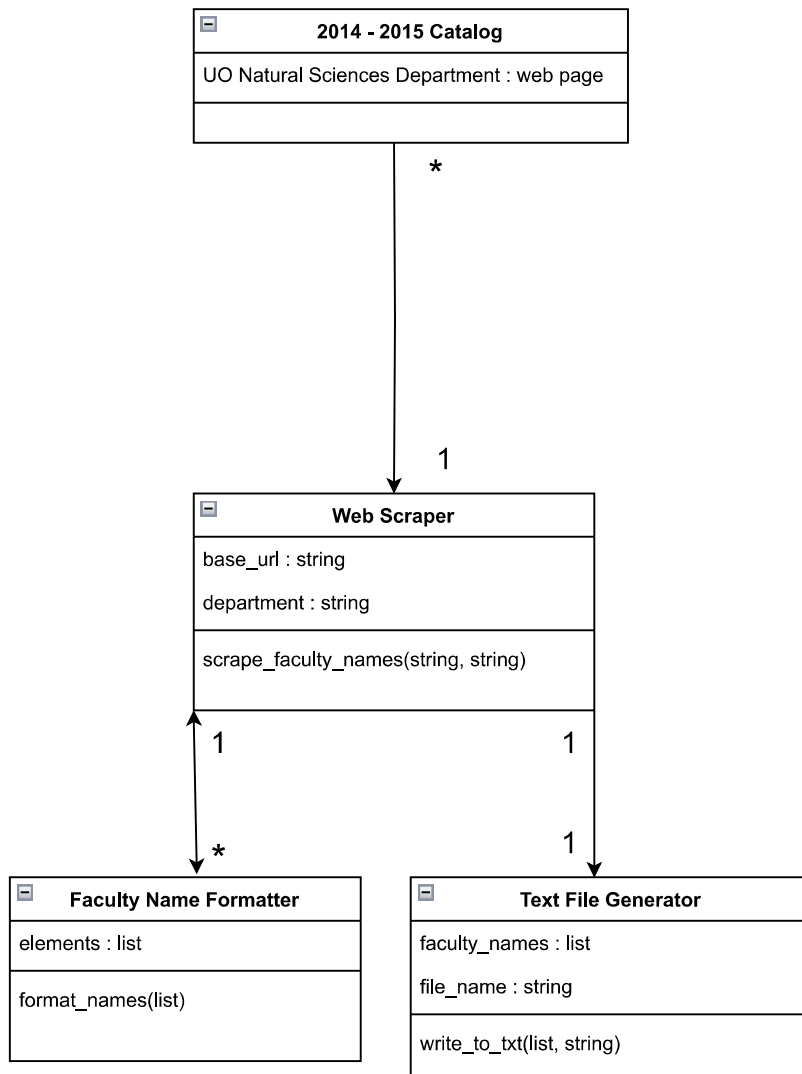 2014 - 2015 Catalog
UO Natural Sciences Department : web page
*
1
Web Scraper
base_url : string
department : string
scrape_faculty_names(string, string)
1
1
*
1
Faculty Name Formatter
elements : list
format_names(list)
Text File Generator
faculty_names : list
file_name : string
write_to_txt(list, string)